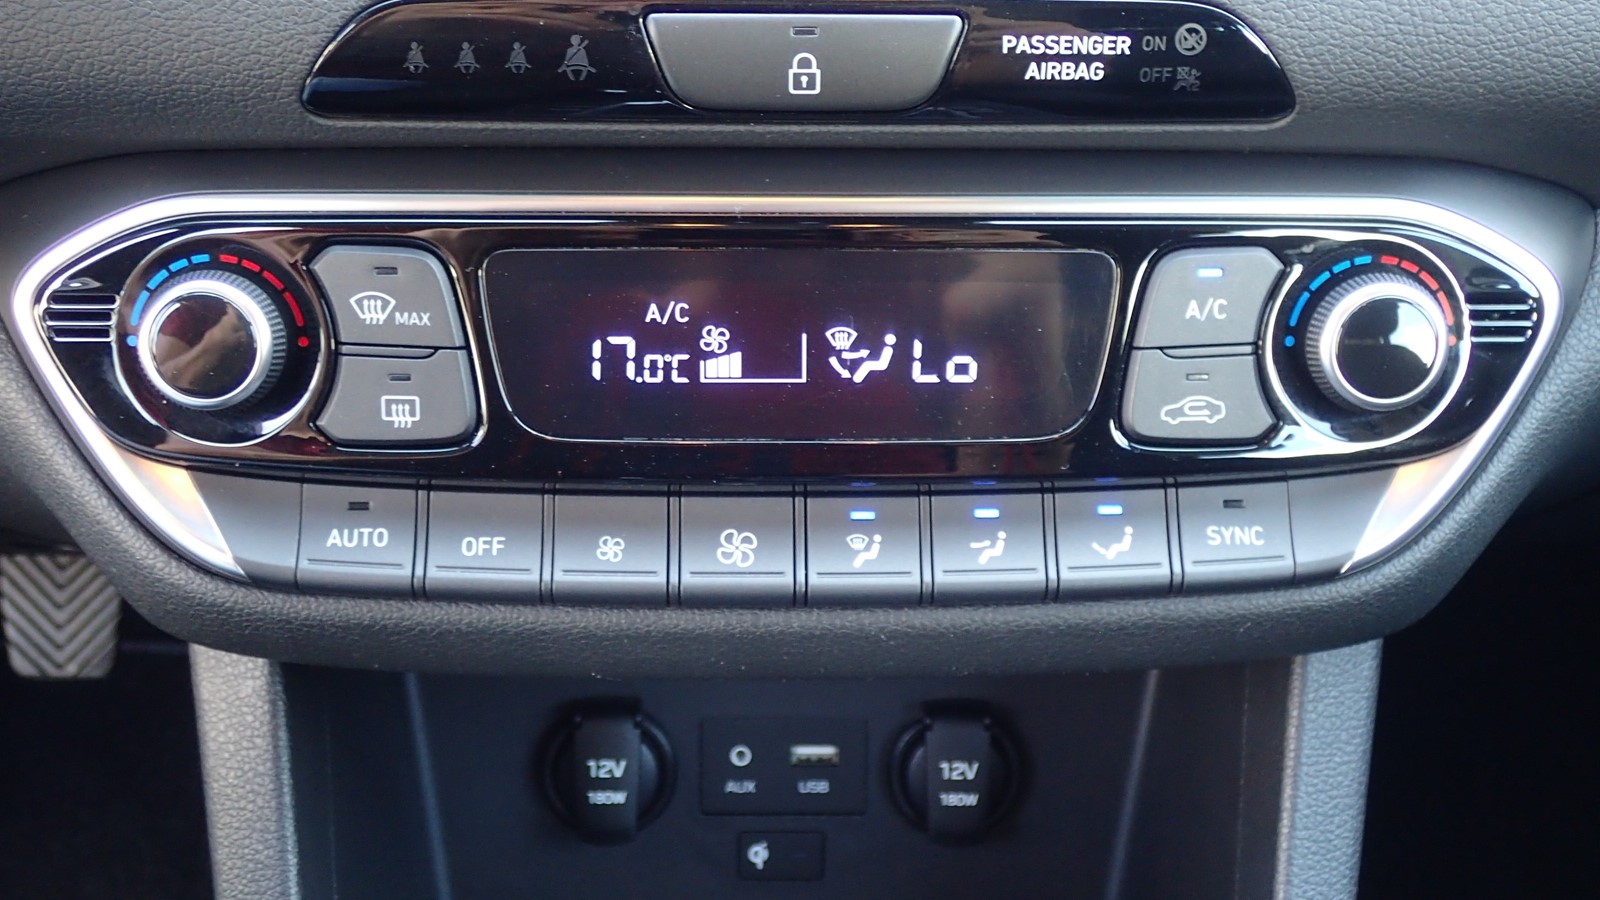 PASSENGER ON
AIRBAG OFF
MAX
A/C
17.0°C
Lo
A/C
AUTO
OFF
SYNC
12V
180W
AUX
USB
12V
180W